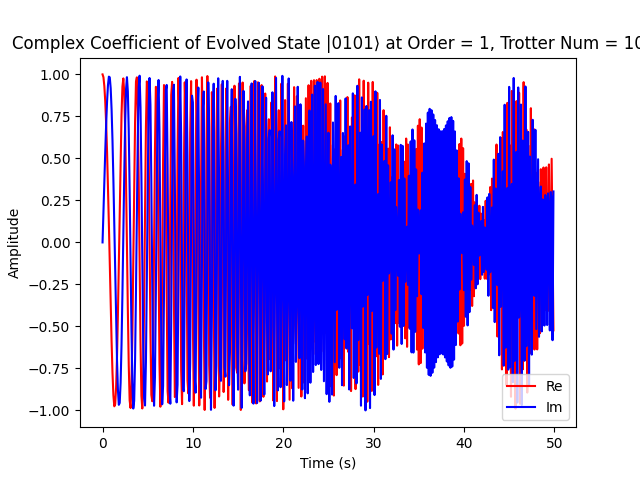 Complex Coefficient of Evolved State |0101⟩ at Order = 1, Trotter Num = 10
1.00
0.75
0.50
0.25
0.00
−0.25
−0.50
−0.75
−1.00
Amplitude
0 10 20 30 40 50
Time (s)
Re
Im